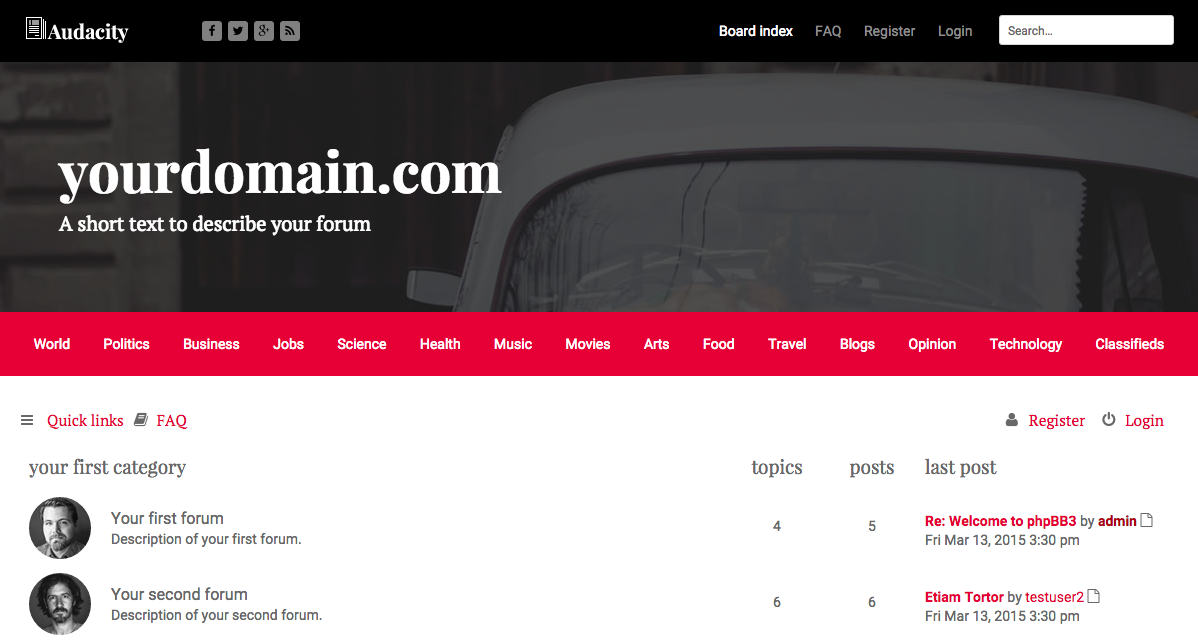 Audacity
Board Index FAQ Register Login Search...
yourdomain.com
A short text to describe your forum
World Politics Business Jobs Science Health Music Movies Arts Food Travel Blogs Opinion Technology Classifieds
Quick links FAQ Register Login
your first category topics posts last post
Your first forum
Description of your first forum.
4 5
Re: Welcome to phpBB3 by admin
Fri Mar 13, 2015 3:30 pm
Your second forum
Description of your second forum.
6 6
Etiam Tortor by testuser2
Fri Mar 13, 2015 3:30 pm